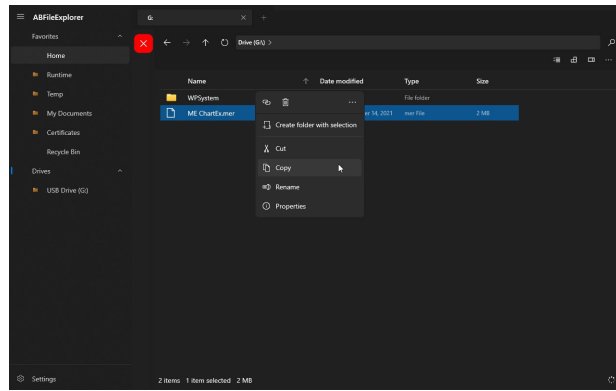 ABFileExplorer
G:
Favorites
Drive (G:\)
Home
Runtime
Name Date modified Type Size
Temp
WPSystem File folder
My Documents
ME ChartEx.mer 14, 2021 mer File 2 MB
Create folder with selection
Certificates
Cut
Recycle Bin
Copy
Drives
Rename
USB Drive (G:)
Properties
Settings
2 items 1 item selected 2 MB